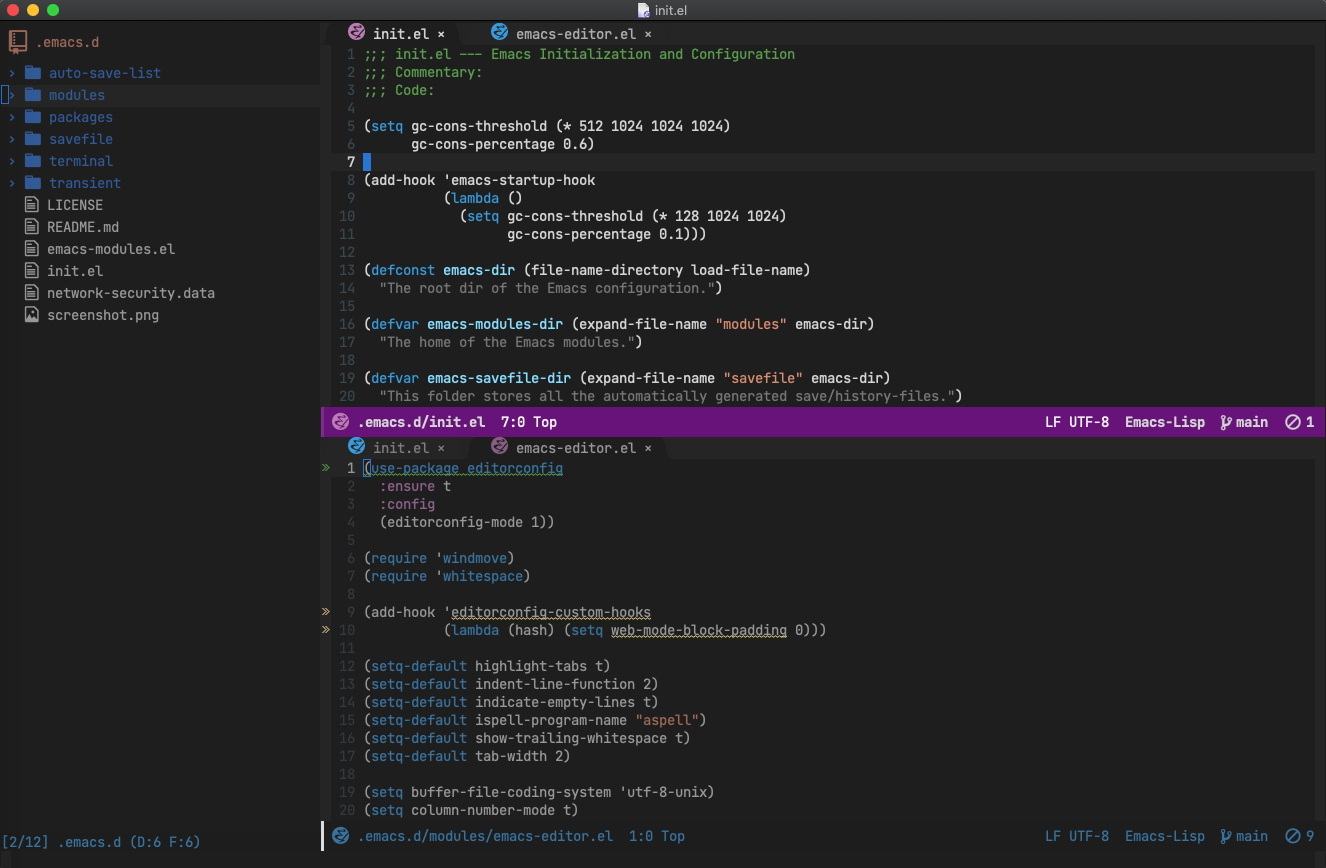 init.el
.emacs.d
auto-save-list
modules
packages
savefile
terminal
transient
LICENSE
README.md
emacs-modules.el
init.el
network-security.data
screenshot.png
[2/12] .emacs.d (D:6 F:6)
init.el × emacs-editor.el ×
1 ;;; init.el --- Emacs Initialization and Configuration
2 ;;; Commentary:
3 ;;; Code:
4
5 (setq gc-cons-threshold (* 512 1024 1024 1024)
6 gc-cons-percentage 0.6)
7
8 (add-hook 'emacs-startup-hook
9 (lambda ()
10 (setq gc-cons-threshold (* 128 1024 1024)
11 gc-cons-percentage 0.1)))
12
13 (defconst emacs-dir (file-name-directory load-file-name)
14 "The root dir of the Emacs configuration.")
15
16 (defvar emacs-modules-dir (expand-file-name "modules" emacs-dir)
17 "The home of the Emacs modules.")
18
19 (defvar emacs-savefile-dir (expand-file-name "savefile" emacs-dir)
20 "This folder stores all the automatically generated save/history-files.")
.emacs.d/init.el 7:0 Top LF UTF-8 Emacs-Lisp main 1
init.el × emacs-editor.el ×
» 1 (use-package editorconfig
2 :ensure t
3 :config
4 (editorconfig-mode 1))
5
6 (require 'windmove)
7 (require 'whitespace)
8
» 9 (add-hook 'editorconfig-custom-hooks
» 10 (lambda (hash) (setq web-mode-block-padding 0)))
11
12 (setq-default highlight-tabs t)
13 (setq-default indent-line-function 2)
14 (setq-default indicate-empty-lines t)
15 (setq-default ispell-program-name "aspell")
16 (setq-default show-trailing-whitespace t)
17 (setq-default tab-width 2)
18
19 (setq buffer-file-coding-system 'utf-8-unix)
20 (setq column-number-mode t)
.emacs.d/modules/emacs-editor.el 1:0 Top LF UTF-8 Emacs-Lisp main 9